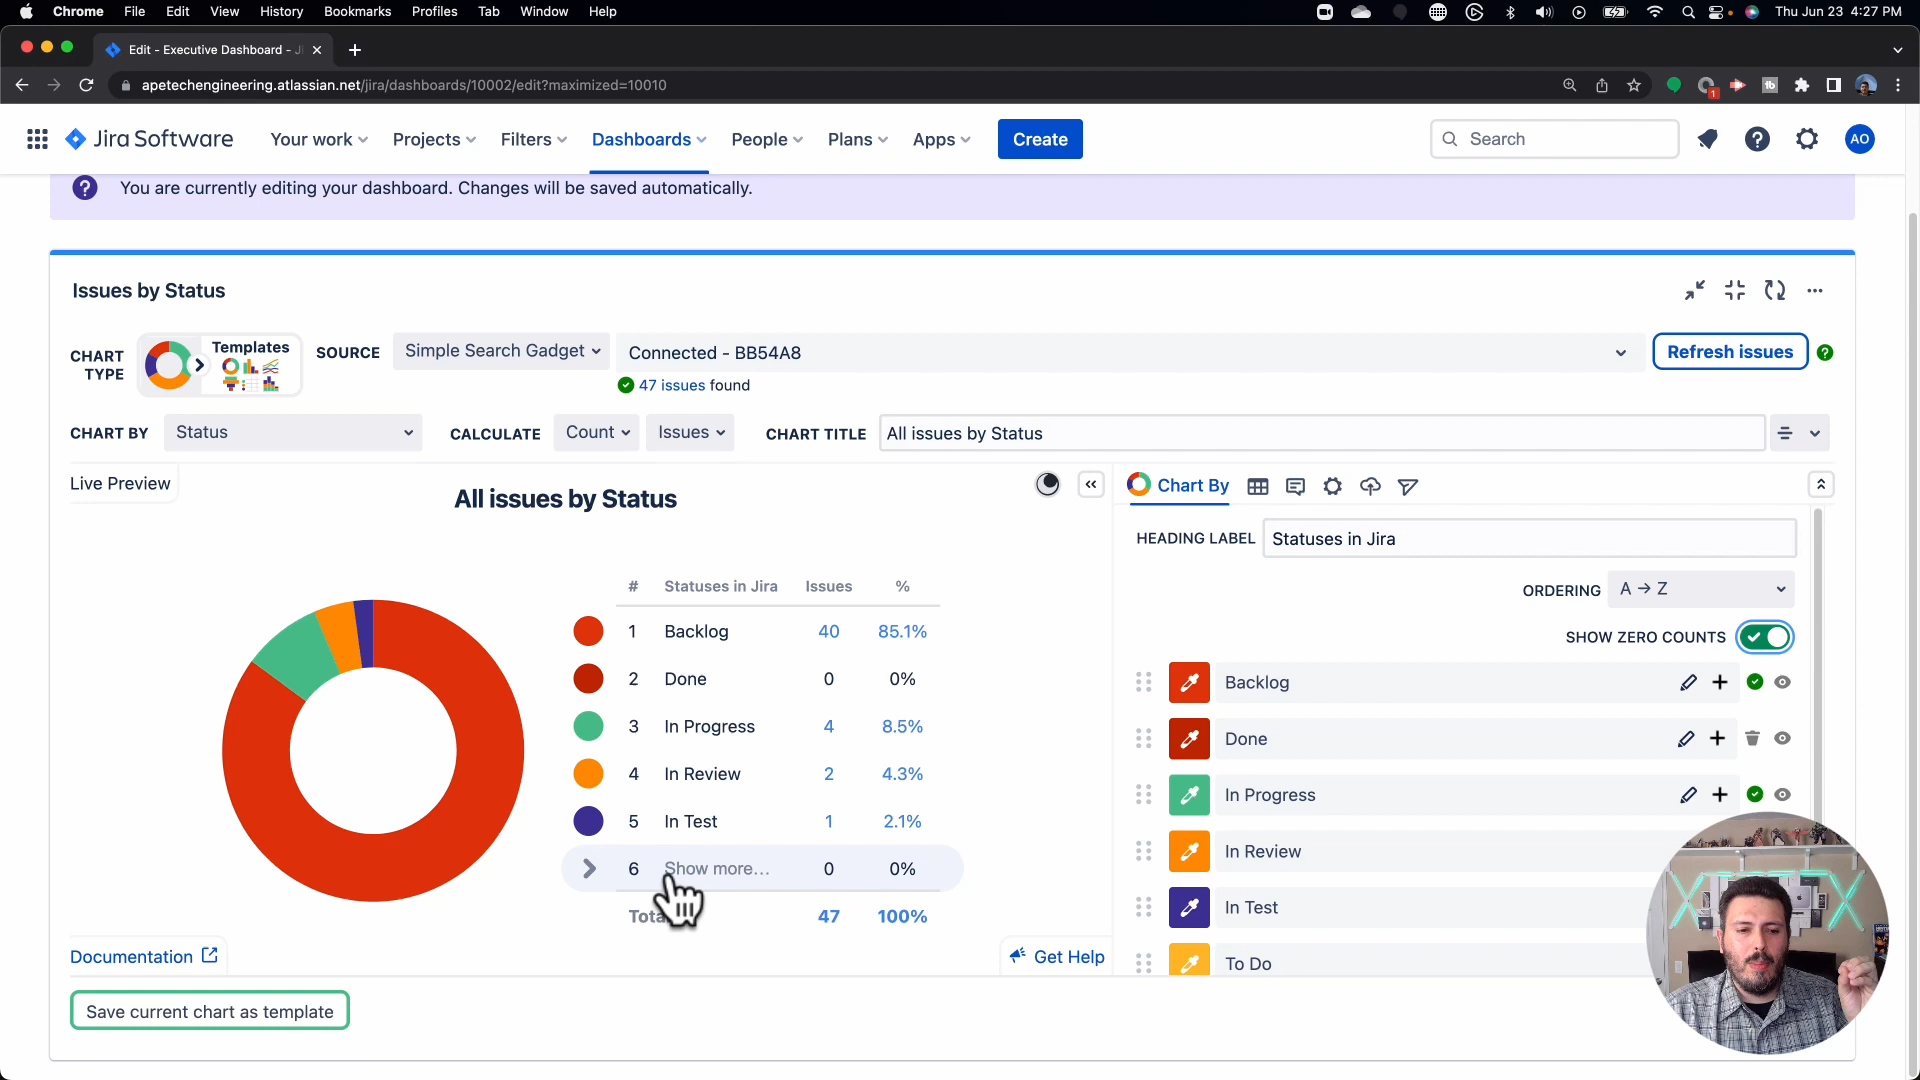 Chrome File Edit View History Bookmarks Profiles Tab Window Help Thu Jun 23 4:27 PM
Edit - Executive Dashboard - Ji
apetechengineering.atlassian.net/jira/dashboards/10002/edit?maximized=10010
1
tb
Jira Software Your work Projects Filters Dashboards People Plans Apps Create Search AO
You are currently editing your dashboard. Changes will be saved automatically.
Issues by Status
CHART TYPE Templates SOURCE Simple Search Gadget Connected - BB54A8 Refresh issues
47 issues found
CHART BY Status CALCULATE Count Issues CHART TITLE All issues by Status
Live Preview
All issues by Status
Chart By
HEADING LABEL Statuses in Jira
ORDERING A → Z
SHOW ZERO COUNTS
# Statuses in Jira Issues %
1 Backlog 40 85.1%
2 Done 0 0%
3 In Progress 4 8.5%
4 In Review 2 4.3%
5 In Test 1 2.1%
6 Show more... 0 0%
Tota 47 100%
Backlog
Done
In Progress
In Review
In Test
To Do
Documentation
Get Help
Save current chart as template